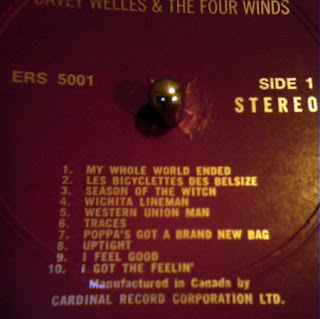 DAVEY WELLES & THE FOUR WINDS
ERS 5001
SIDE 1
STEREO
1. MY WHOLE WORLD ENDED
2. LES BICYCLETTES DES BELSIZE
3. SEASON OF THE WITCH
4. WICHITA LINEMAN
5. WESTERN UNION MAN
6. TRACES
7. POPPA'S GOT A BRAND NEW BAG
8. UPTIGHT
9. I FEEL GOOD
10. I GOT THE FEELIN'
Manufactured in Canada by
CARDINAL RECORD CORPORATION LTD.